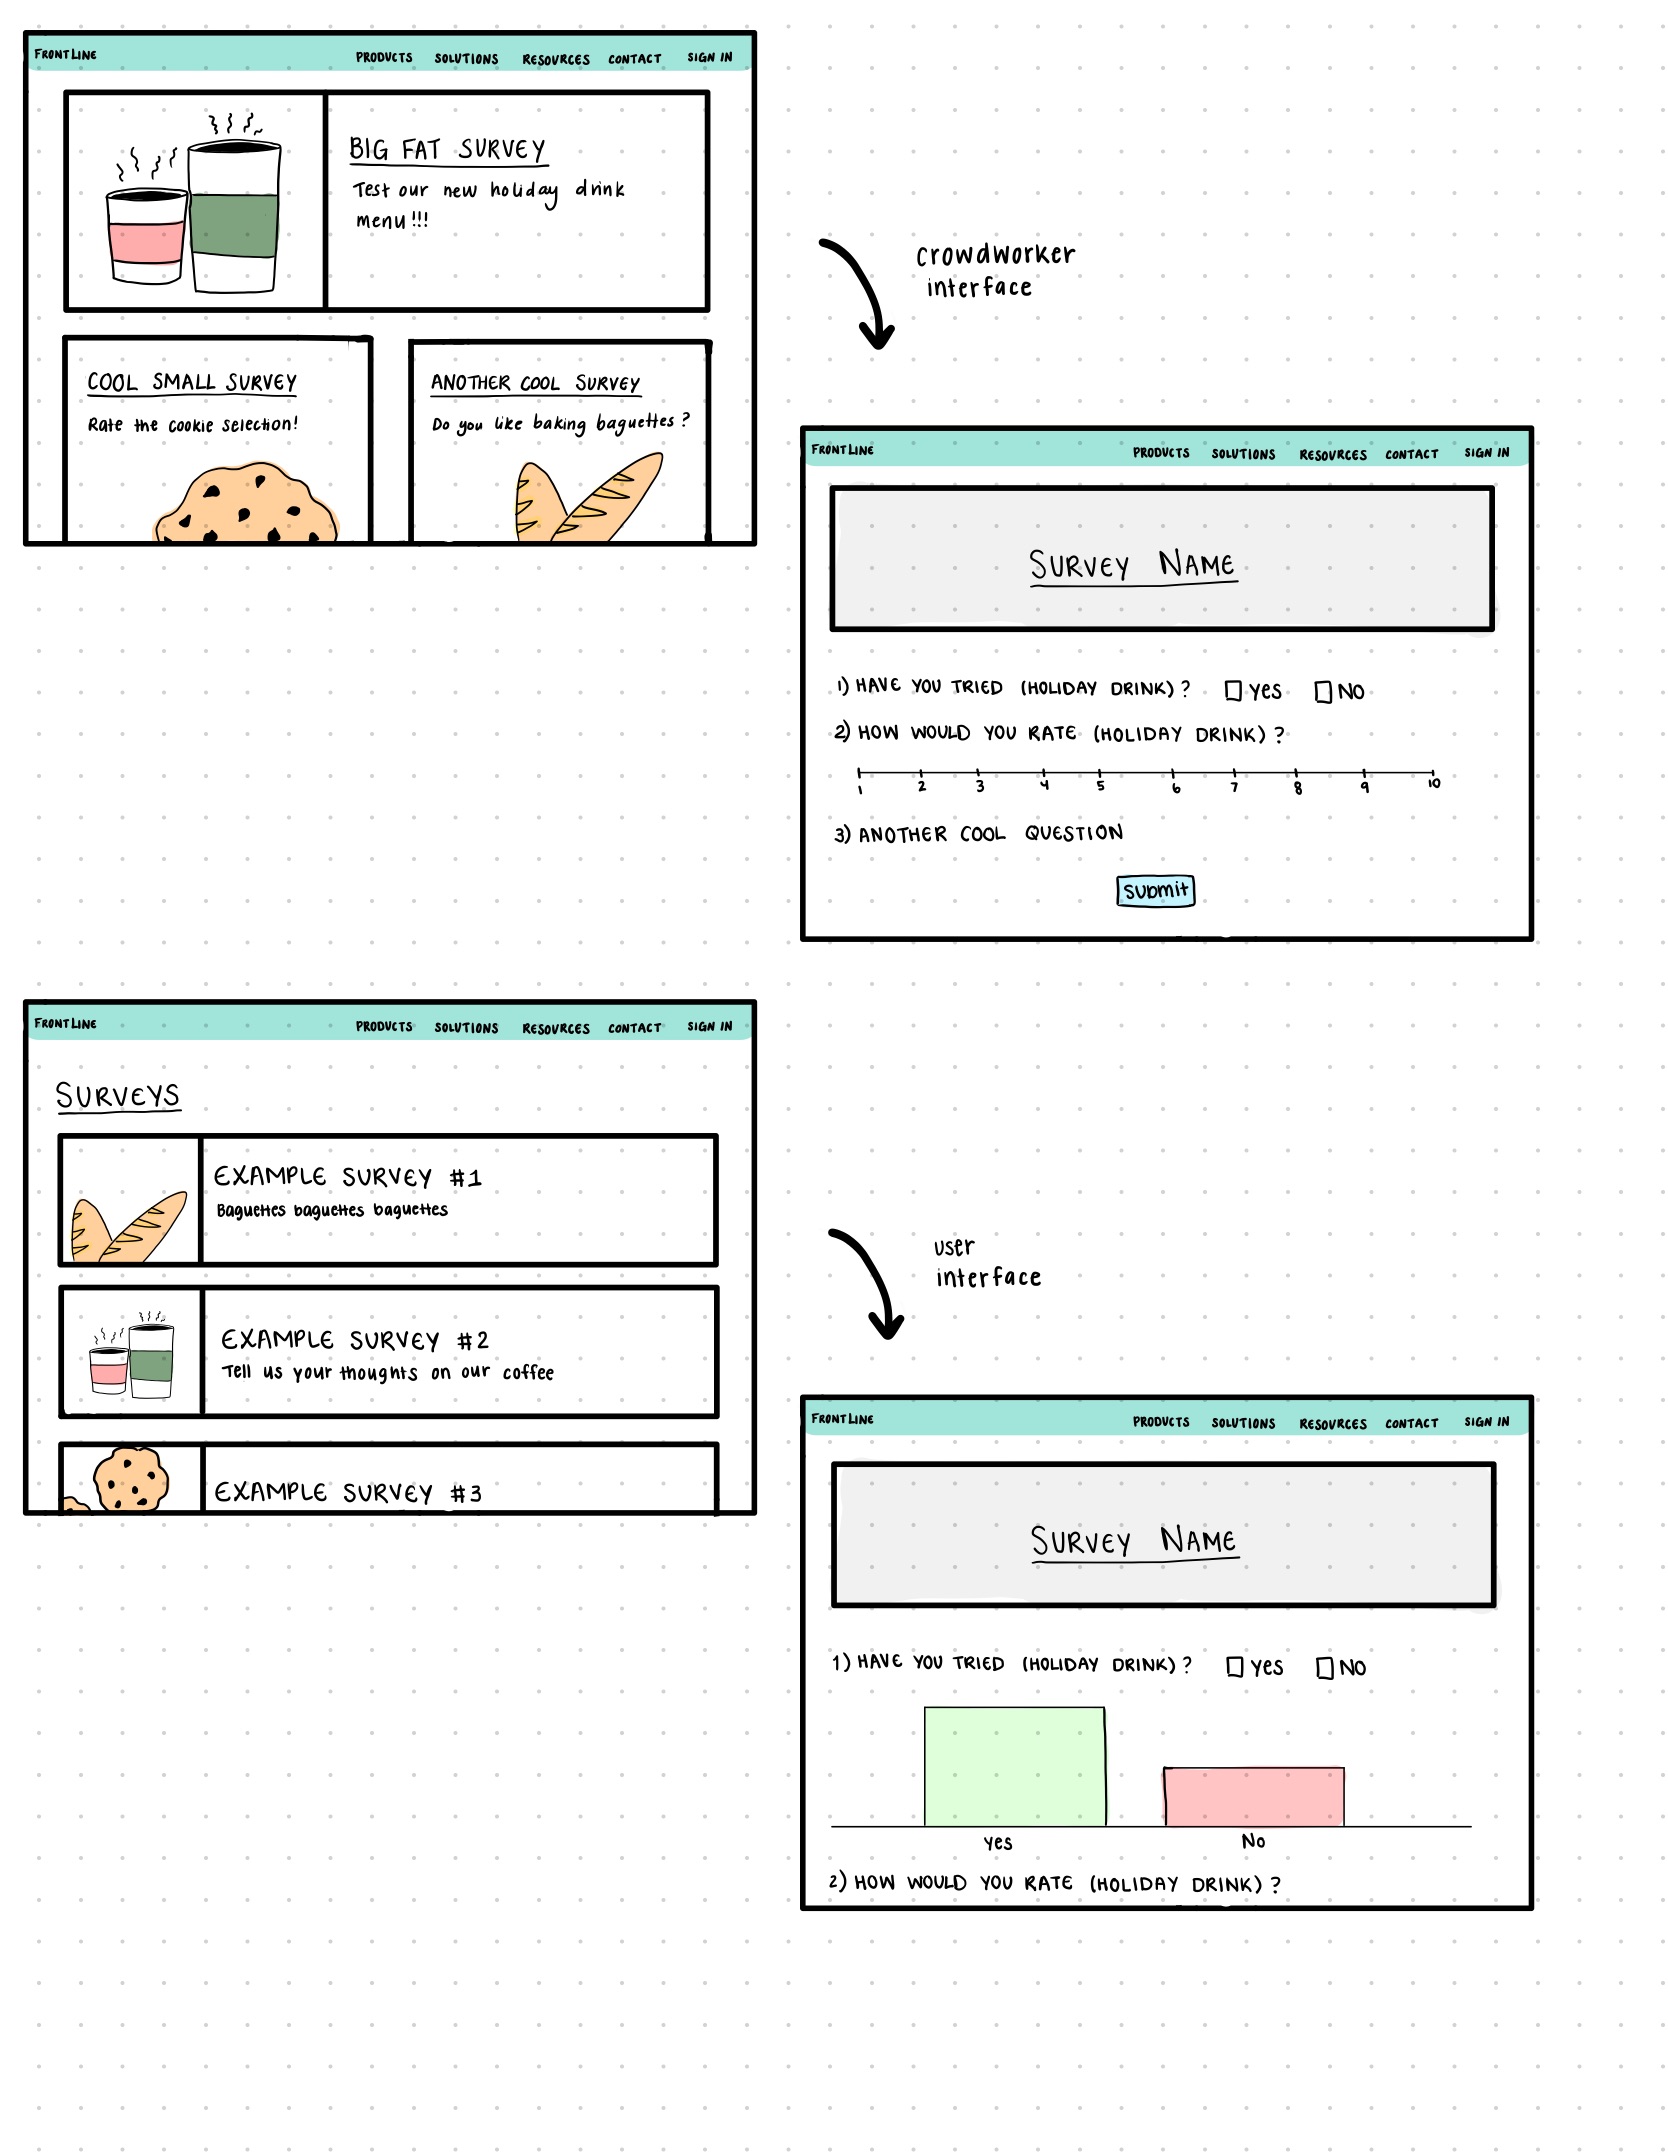 FRONTLINE PRODUCTS SOLUTIONS RESOURCES CONTACT SIGN IN
BIG FAT SURVEY
Test our new holiday drink
menu!!!
COOL SMALL SURVEY
Rate the cookie selection!
ANOTHER COOL SURVEY
Do you like baking baguettes?
crowdworker
interface
FRONTLINE PRODUCTS SOLUTIONS RESOURCES CONTACT SIGN IN
SURVEY NAME
1) HAVE YOU TRIED (HOLIDAY DRINK)? YES NO
2) HOW WOULD YOU RATE (HOLIDAY DRINK)?
1 2 3 4 5 6 7 8 9 10
3) ANOTHER COOL QUESTION
submit
FRONTLINE PRODUCTS SOLUTIONS RESOURCES CONTACT SIGN IN
SURVEYS
EXAMPLE SURVEY #1
Baguettes baguettes baguettes
EXAMPLE SURVEY #2
Tell us your thoughts on our coffee
EXAMPLE SURVEY #3
user
interface
FRONTLINE PRODUCTS SOLUTIONS RESOURCES CONTACT SIGN IN
SURVEY NAME
1) HAVE YOU TRIED (HOLIDAY DRINK)? YES NO
yes No
2) HOW WOULD YOU RATE (HOLIDAY DRINK)?